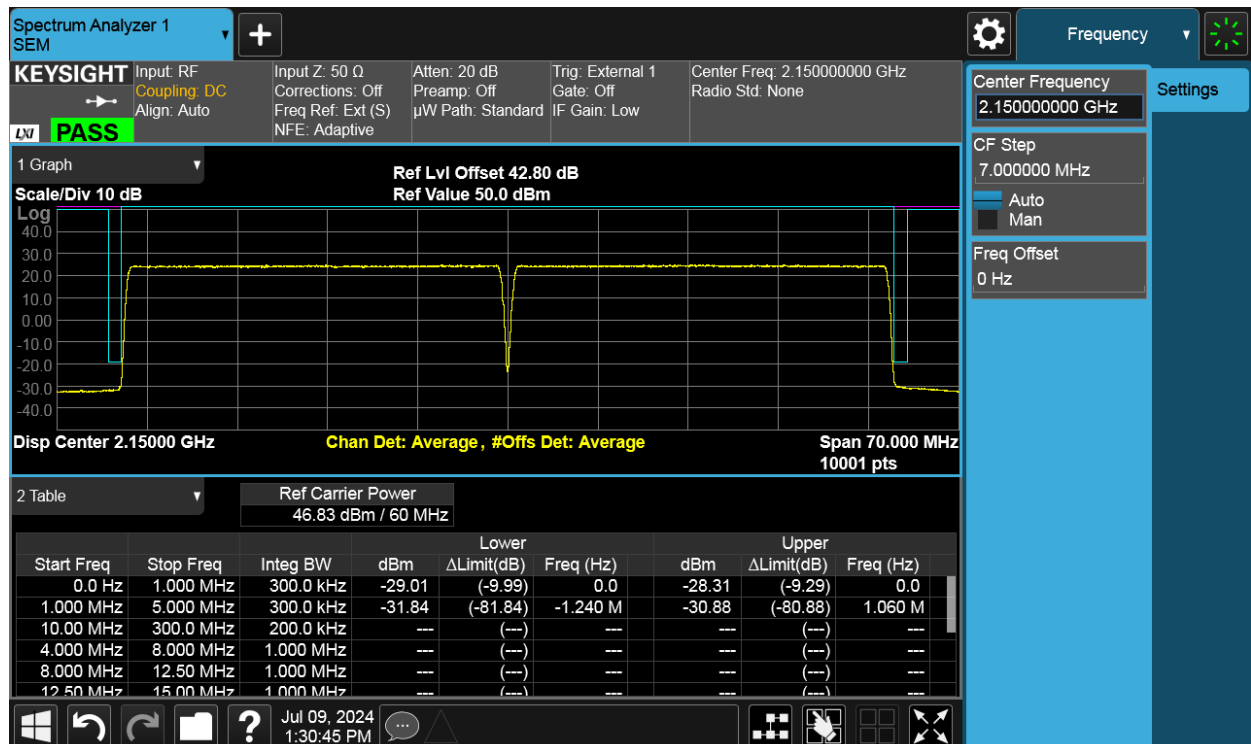 Spectrum Analyzer 1
SEM
+
Frequency
KEYSIGHT
Input: RF
Coupling: DC
Align: Auto
LXI
PASS
Input Z: 50 Ω
Corrections: Off
Freq Ref: Ext (S)
NFE: Adaptive
Atten: 20 dB
Preamp: Off
µW Path: Standard
Trig: External 1
Gate: Off
IF Gain: Low
Center Freq: 2.150000000 GHz
Radio Std: None
Center Frequency
2.150000000 GHz
Settings
CF Step
7.000000 MHz
Auto
Man
Freq Offset
0 Hz
1 Graph
Scale/Div 10 dB
Ref Lvl Offset 42.80 dB
Ref Value 50.0 dBm
Log
40.0
30.0
20.0
10.0
0.00
-10.0
-20.0
-30.0
-40.0
Disp Center 2.15000 GHz
Chan Det: Average , #Offs Det: Average
Span 70.000 MHz
10001 pts
2 Table
Ref Carrier Power
46.83 dBm / 60 MHz
Lower Upper
Start Freq Stop Freq Integ BW dBm ΔLimit(dB) Freq (Hz) dBm ΔLimit(dB) Freq (Hz)
0.0 Hz 1.000 MHz 300.0 kHz -29.01 (-9.99) 0.0 -28.31 (-9.29) 0.0
1.000 MHz 5.000 MHz 300.0 kHz -31.84 (-81.84) -1.240 M -30.88 (-80.88) 1.060 M
10.00 MHz 300.0 MHz 200.0 kHz --- (---) --- --- (---) ---
4.000 MHz 8.000 MHz 1.000 MHz --- (---) --- --- (---) ---
8.000 MHz 12.50 MHz 1.000 MHz --- (---) --- --- (---) ---
12.50 MHz 15.00 MHz 1.000 MHz --- (---) --- --- (---) ---
?
Jul 09, 2024
1:30:45 PM